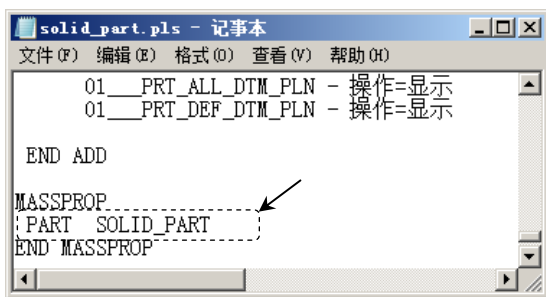 solid_part.pls - 记事本
文件(F) 编辑(E) 格式(O) 查看(V) 帮助(H)
01___PRT_ALL_DTM_PLN - 操作=显示
01___PRT_DEF_DTM_PLN - 操作=显示
END ADD
MASSPROP
PART SOLID_PART
END MASSPROP